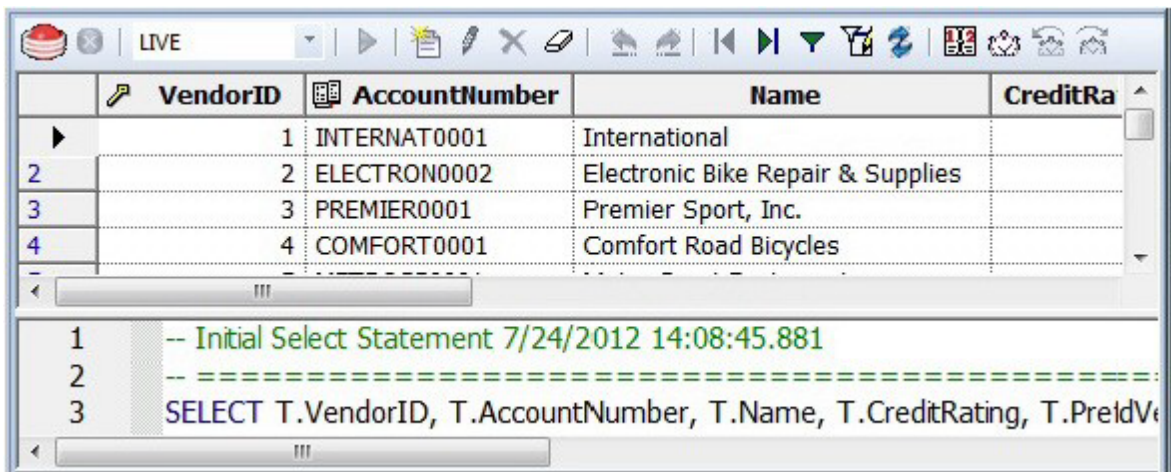 LIVE
VendorID AccountNumber Name CreditRa
1 INTERNAT0001 International
2 2 ELECTRON0002 Electronic Bike Repair & Supplies
3 3 PREMIER0001 Premier Sport, Inc.
4 4 COMFORT0001 Comfort Road Bicycles
1 -- Initial Select Statement 7/24/2012 14:08:45.881
2 -- ================================================
3 SELECT T.VendorID, T.AccountNumber, T.Name, T.CreditRating,